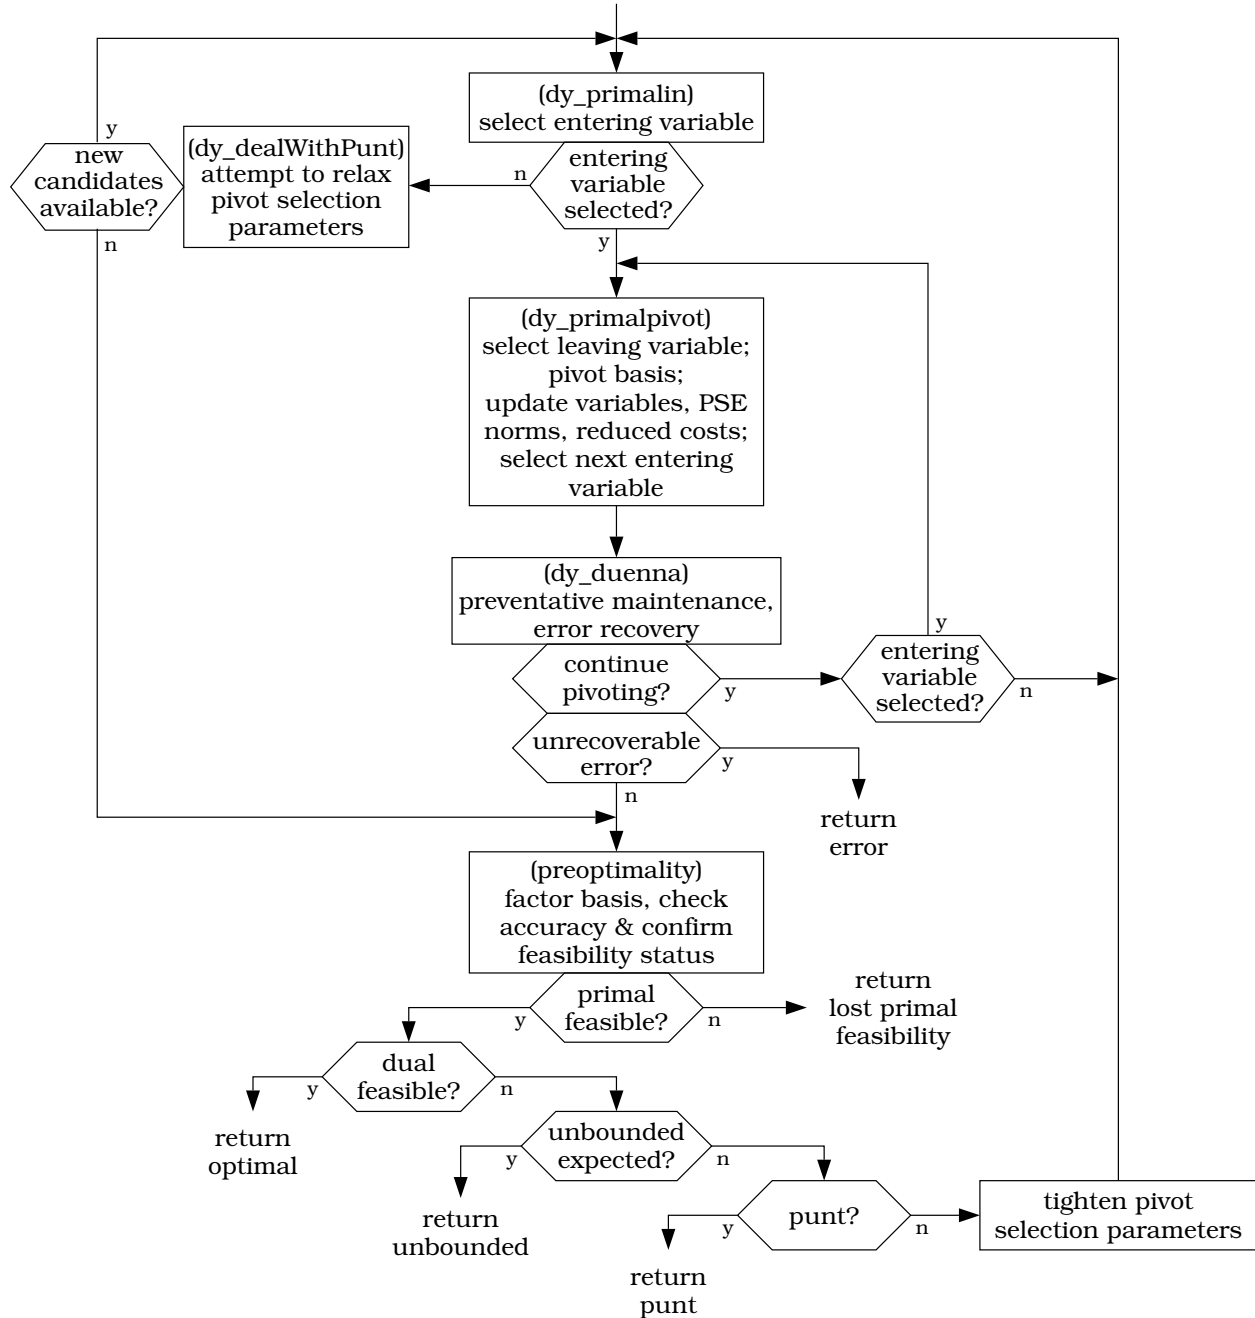 (dy_primalin)
select entering variable
y
new
candidates
available?
n
(dy_dealWithPunt)
attempt to relax
pivot selection
parameters
n
entering
variable
selected?
y
(dy_primalpivot)
select leaving variable;
pivot basis;
update variables, PSE
norms, reduced costs;
select next entering
variable
(dy_duenna)
preventative maintenance,
error recovery
continue
pivoting?
y
y
entering
variable
selected?
n
unrecoverable
error?
y
n
return
error
(preoptimality)
factor basis, check
accuracy & confirm
feasibility status
primal
feasible?
y
n
return
lost primal
feasibility
dual
feasible?
y
n
return
optimal
unbounded
expected?
y
n
return
unbounded
punt?
y
n
return
punt
tighten pivot
selection parameters